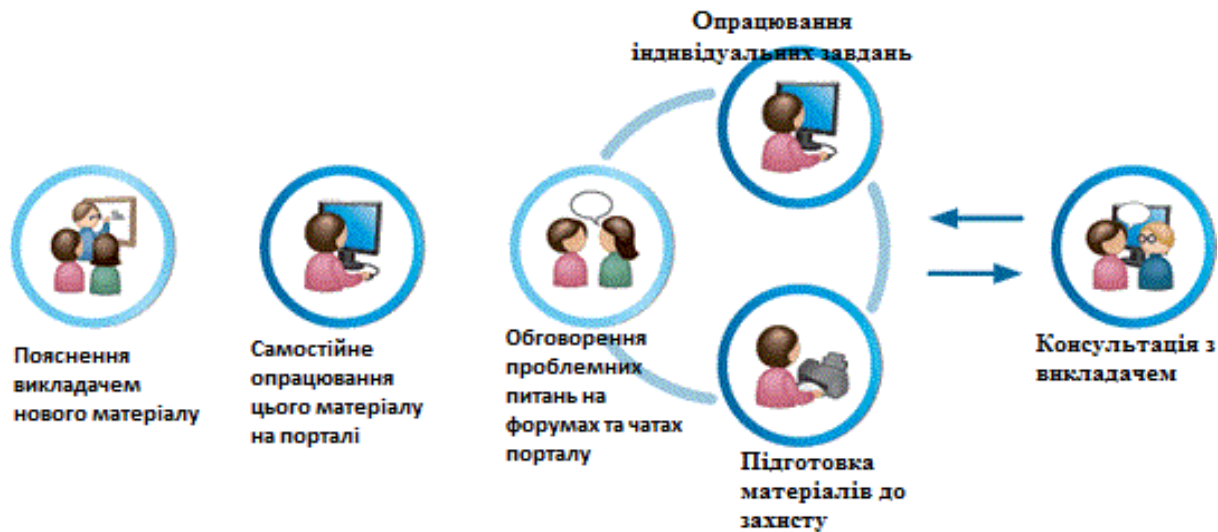 Опрацювання
індивідуальних завдань
Пояснення
викладачем
нового матеріалу
Самостійне
опрацювання
цього матеріалу
на порталі
Обговорення
проблемних
питань на
форумах та чатах
порталу
Підготовка
матеріалів до
захисту
Консультація з
викладачем